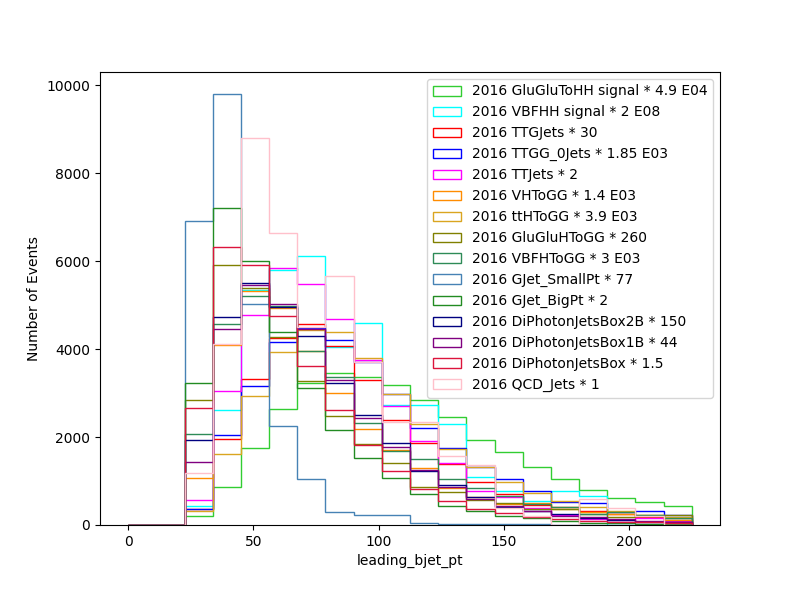 10000
8000
6000
4000
2000
0
Number of Events
2016 GluGluToHH signal * 4.9 E04
2016 VBFHH signal * 2 E08
2016 TTGJets * 30
2016 TTGG_0Jets * 1.85 E03
2016 TTJets * 2
2016 VHToGG * 1.4 E03
2016 ttHToGG * 3.9 E03
2016 GluGluHToGG * 260
2016 VBFHToGG * 3 E03
2016 GJet_SmallPt * 77
2016 GJet_BigPt * 2
2016 DiPhotonJetsBox2B * 150
2016 DiPhotonJetsBox1B * 44
2016 DiPhotonJetsBox * 1.5
2016 QCD_Jets * 1
0 50 100 150 200
leading_bjet_pt